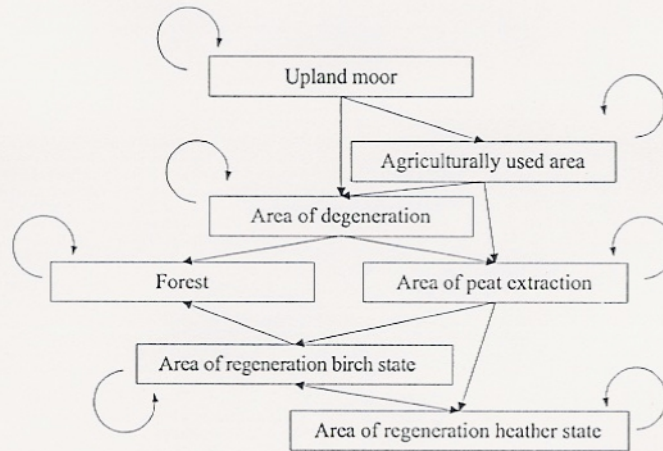 Upland moor
Agriculturally used area
Area of degeneration
Forest
Area of peat extraction
Area of regeneration birch state
Area of regeneration heather state